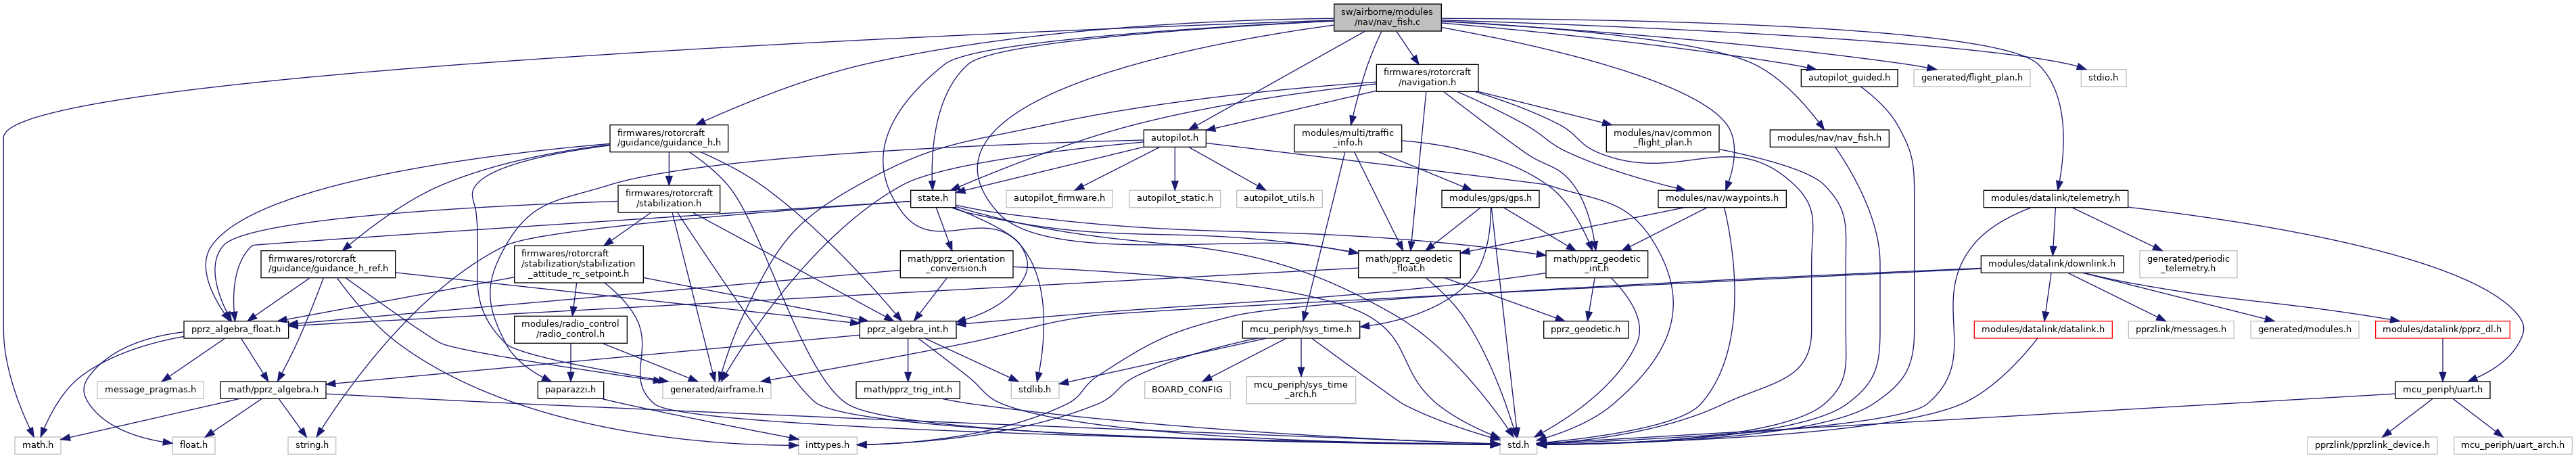 sw/airborne/modules
/nav/nav_fish.c
firmwares/rotorcraft
/navigation.h
autopilot_guided.h
generated/flight_plan.h
stdio.h
firmwares/rotorcraft
/guidance/guidance_h.h
autopilot.h
modules/multi/traffic
_info.h
modules/nav/common
_flight_plan.h
modules/nav/nav_fish.h
firmwares/rotorcraft
/stabilization.h
state.h
autopilot_firmware.h
autopilot_static.h
autopilot_utils.h
modules/gps/gps.h
modules/nav/waypoints.h
modules/datalink/telemetry.h
firmwares/rotorcraft
/guidance/guidance_h_ref.h
firmwares/rotorcraft
/stabilization/stabilization
_attitude_rc_setpoint.h
math/pprz_orientation
_conversion.h
math/pprz_geodetic
_float.h
math/pprz_geodetic
_int.h
modules/datalink/downlink.h
generated/periodic
_telemetry.h
pprz_algebra_float.h
modules/radio_control
/radio_control.h
pprz_algebra_int.h
mcu_periph/sys_time.h
pprz_geodetic.h
modules/datalink/datalink.h
pprzlink/messages.h
generated/modules.h
modules/datalink/pprz_dl.h
message_pragmas.h
math/pprz_algebra.h
paparazzi.h
generated/airframe.h
math/pprz_trig_int.h
stdlib.h
BOARD_CONFIG
mcu_periph/sys_time
_arch.h
mcu_periph/uart.h
math.h
float.h
string.h
inttypes.h
std.h
pprzlink/pprzlink_device.h
mcu_periph/uart_arch.h